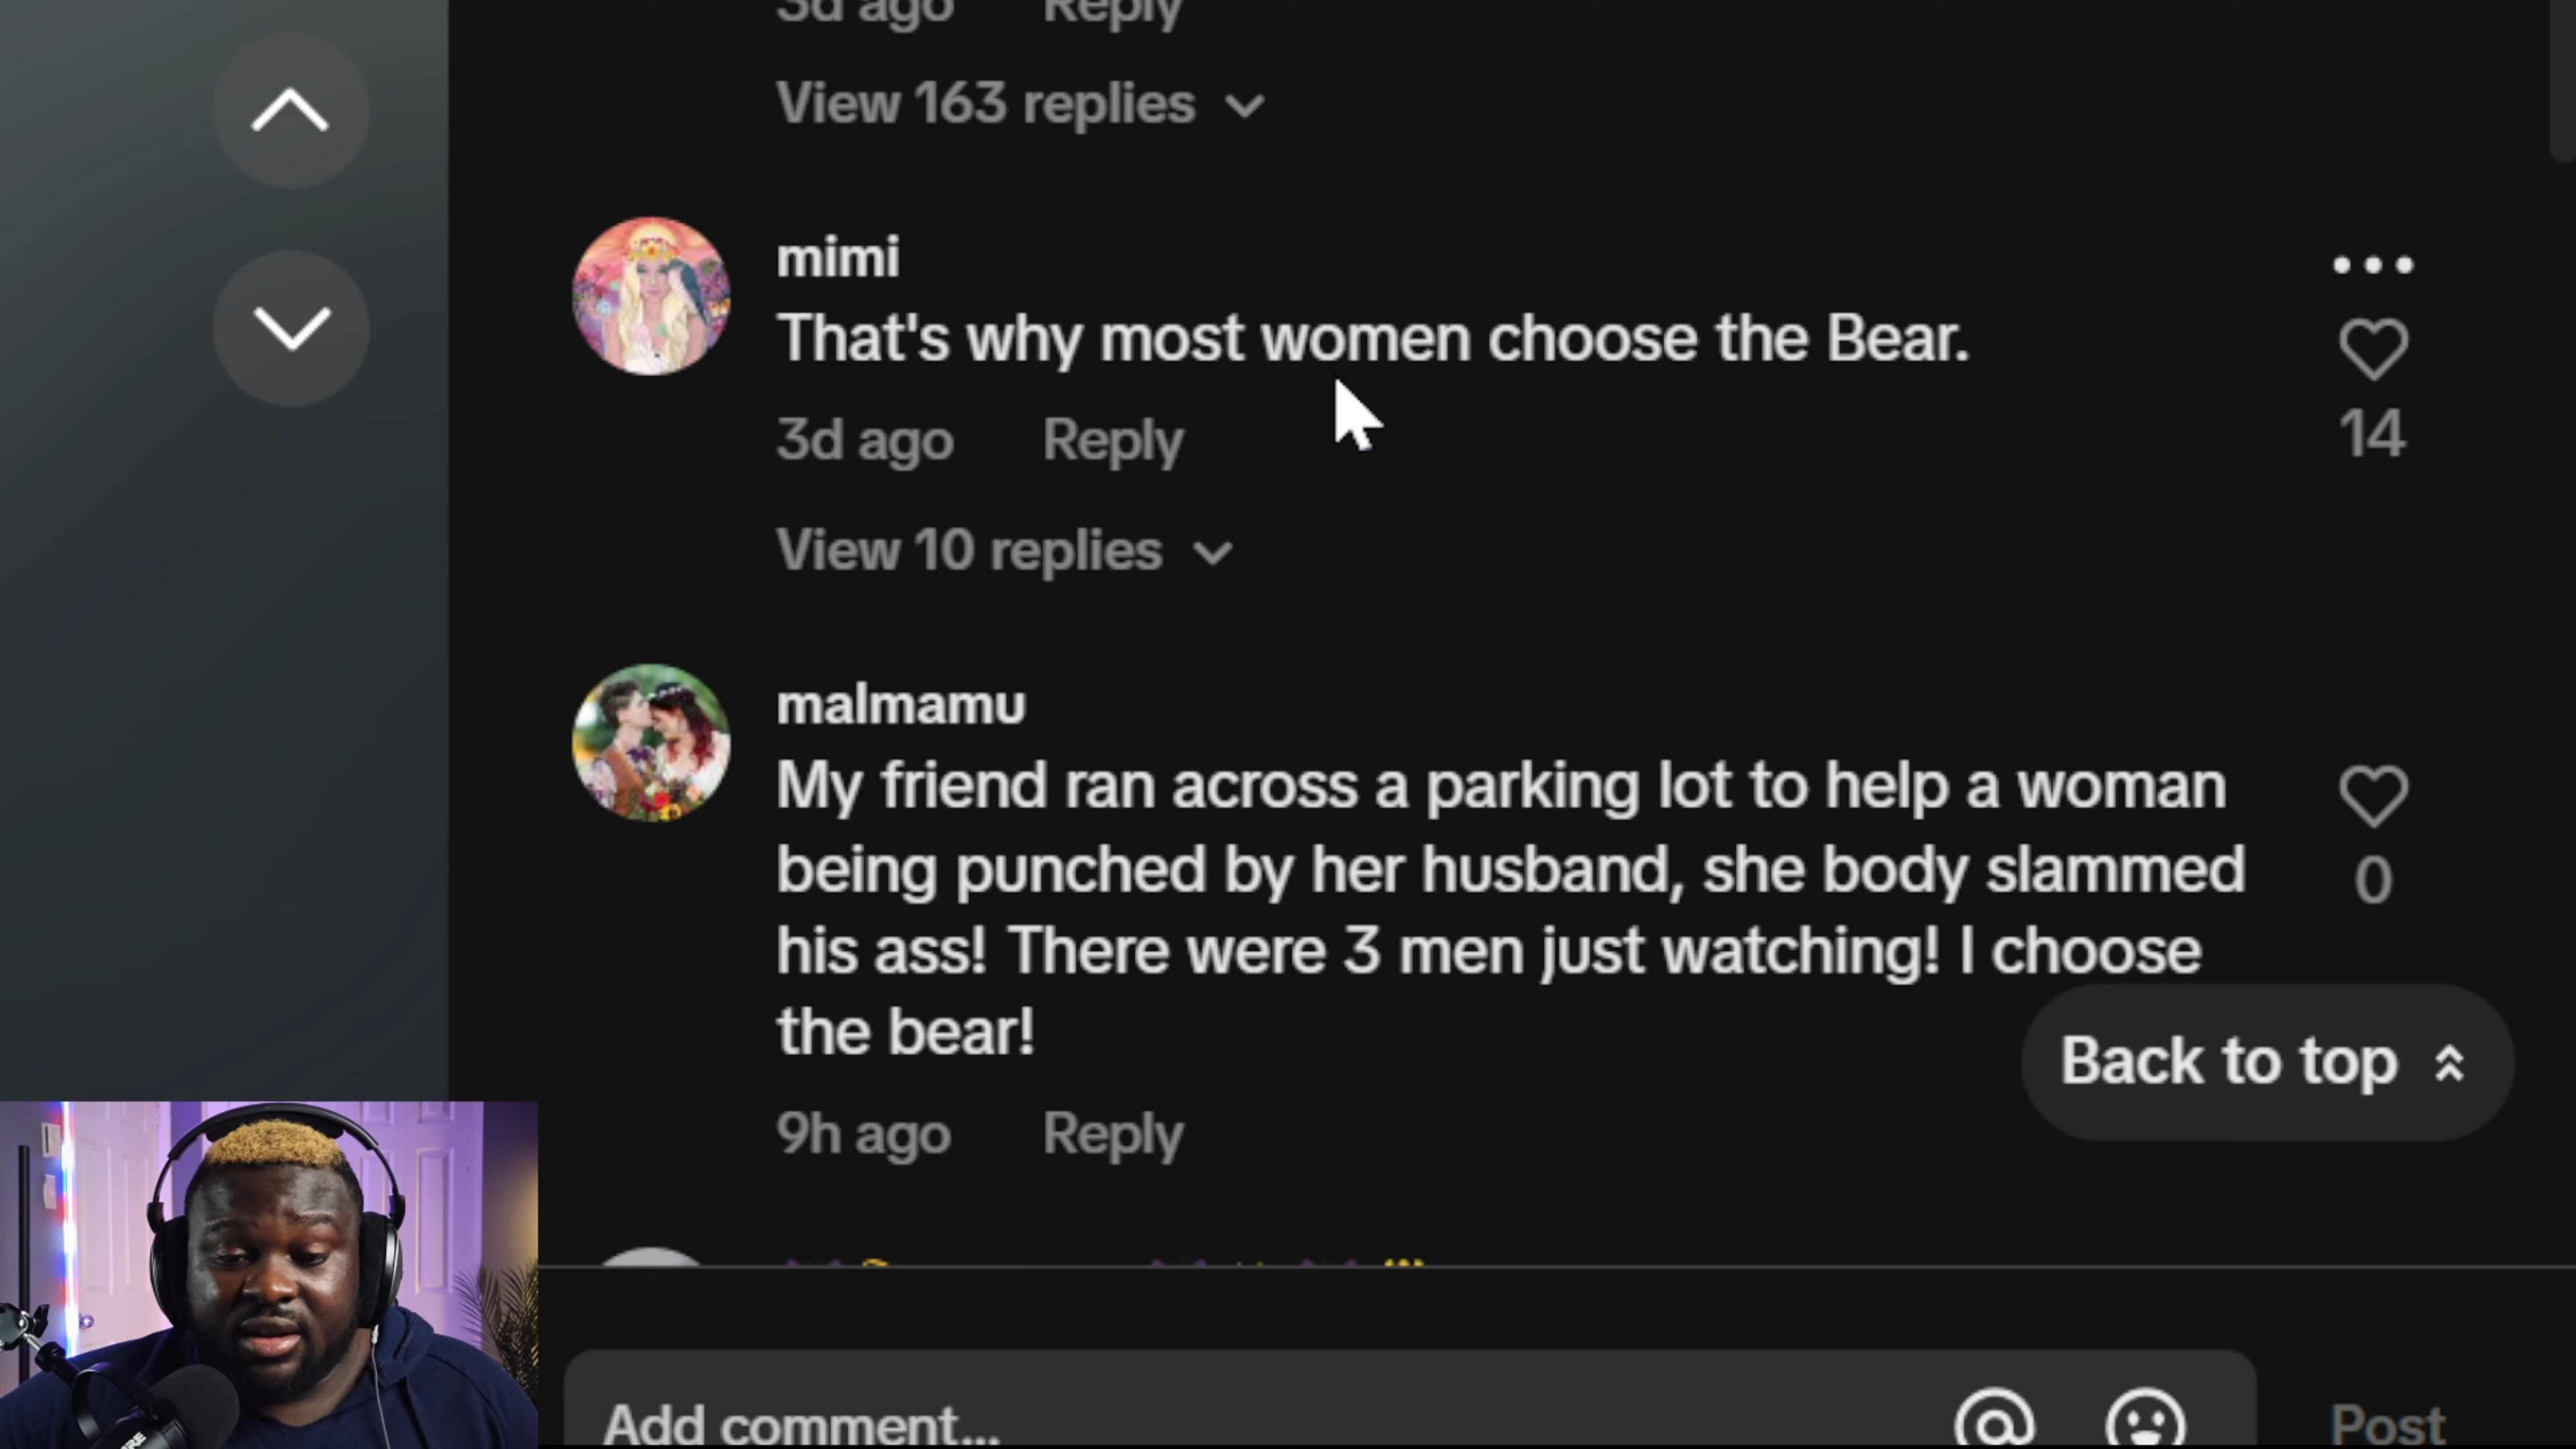 3d ago Reply
View 163 replies
mimi
That's why most women choose the Bear.
14
3d ago Reply
View 10 replies
malmamu
My friend ran across a parking lot to help a woman
being punched by her husband, she body slammed
his ass! There were 3 men just watching! I choose
the bear!
0
Back to top
9h ago Reply
Add comment...
Post